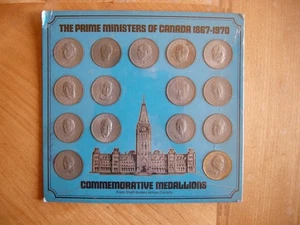 THE PRIME MINISTERS OF CANADA 1867-1970
COMMEMORATIVE MEDALLIONS